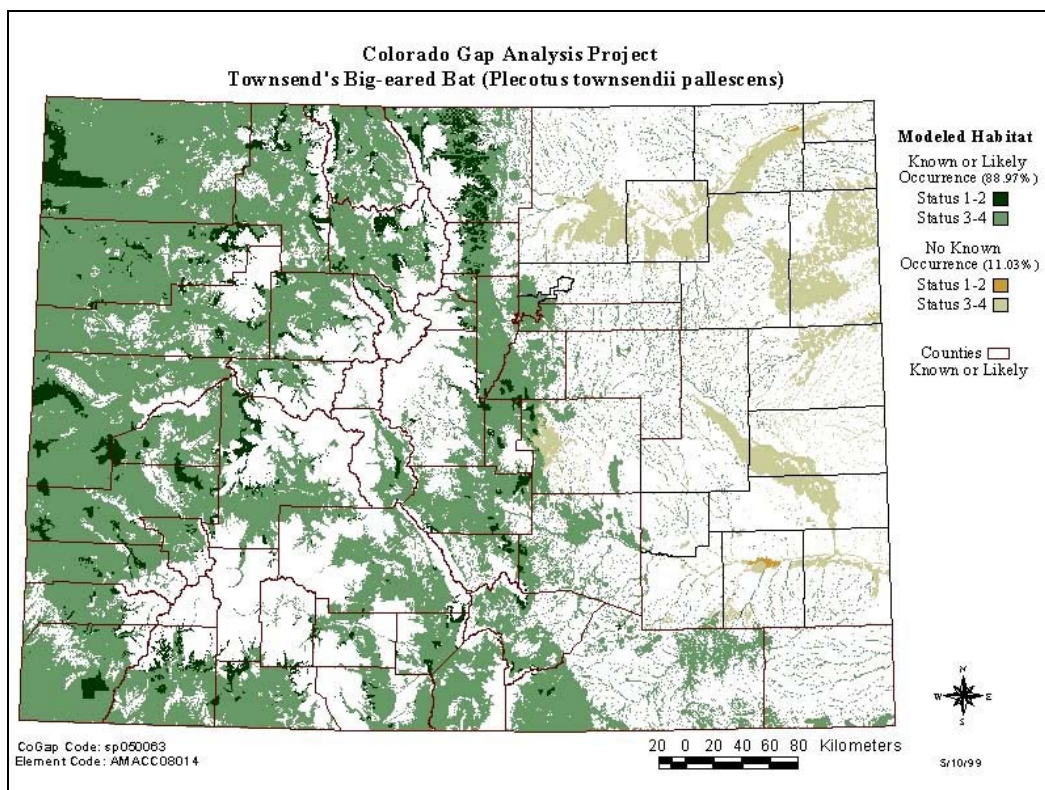 Colorado Gap Analysis Project
Townsend's Big-eared Bat (Plecotus townsendii pallescens)
Modeled Habitat
Known or Likely
Occurrence (88.97%)
Status 1-2
Status 3-4
No Known
Occurrence (11.03%)
Status 1-2
Status 3-4
Counties
Known or Likely
N
W E
S
CoGap Code: sp050063
Element Code: AMACC08014
20 0 20 40 60 80 Kilometers
5/10/99